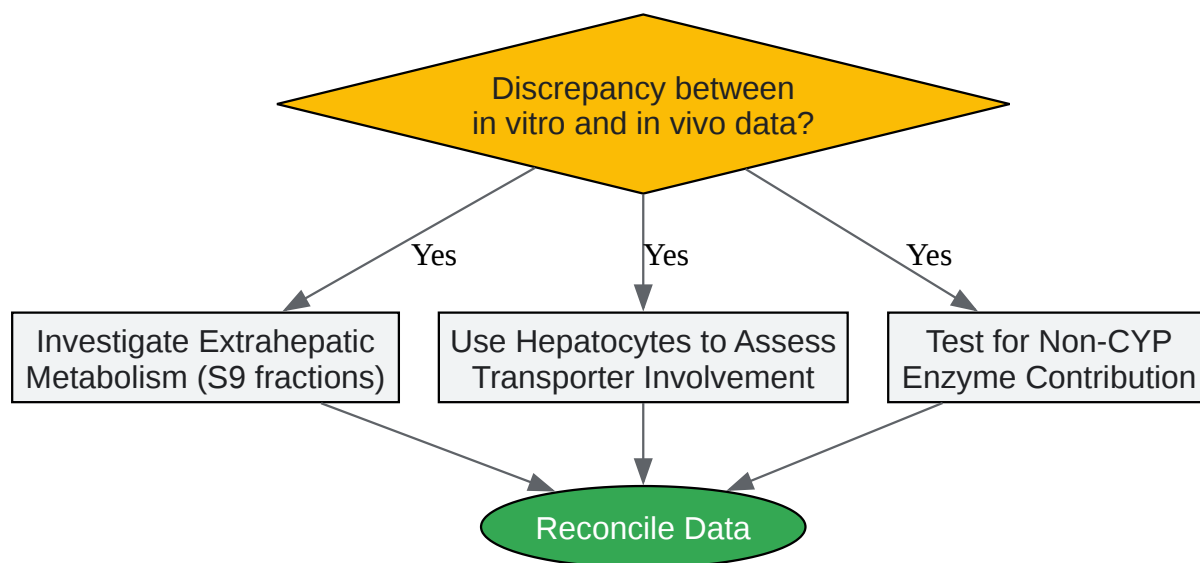 Discrepancy between
in vitro and in vivo data?
Yes
Yes
Yes
Investigate Extrahepatic
Metabolism (S9 fractions)
Use Hepatocytes to Assess
Transporter Involvement
Test for Non-CYP
Enzyme Contribution
Reconcile Data